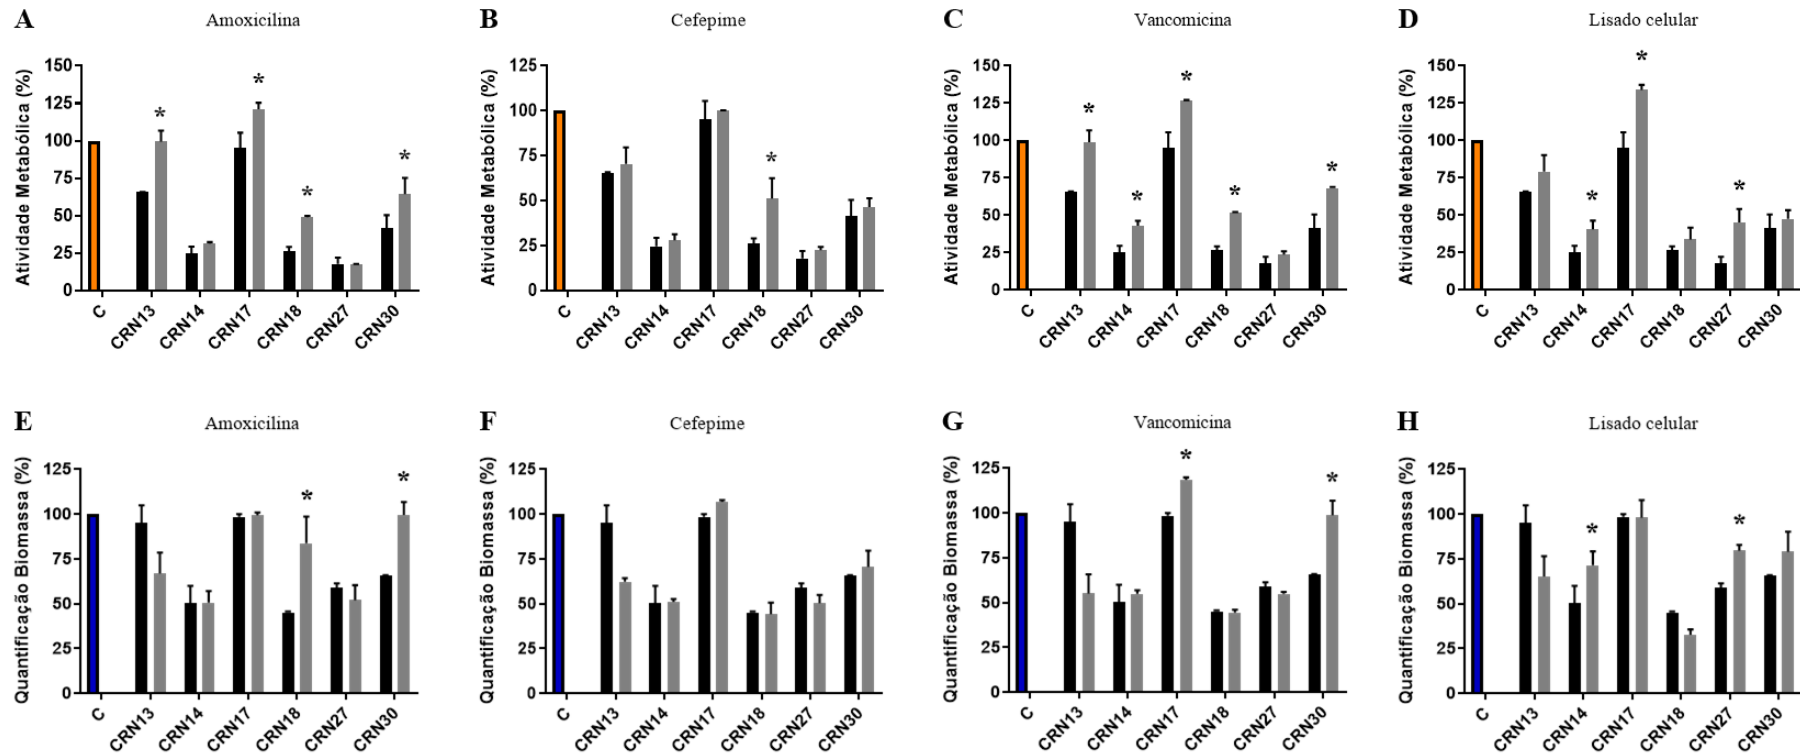 A
Amoxicilina
Atividade Metabólica (%)
150
125
100
75
50
25
0
C
CRN13
CRN14
CRN17
CRN18
CRN27
CRN30
*
*
*
*
B
Cefepime
Atividade Metabólica (%)
125
100
75
50
25
0
C
CRN13
CRN14
CRN17
CRN18
CRN27
CRN30
*
C
Vancomicina
Atividade Metabólica (%)
150
125
100
75
50
25
0
C
CRN13
CRN14
CRN17
CRN18
CRN27
CRN30
*
*
*
*
*
D
Lisado celular
Atividade Metabólica (%)
150
125
100
75
50
25
0
C
CRN13
CRN14
CRN17
CRN18
CRN27
CRN30
*
*
*
E
Amoxicilina
Quantificação Biomassa (%)
125
100
75
50
25
0
C
CRN13
CRN14
CRN17
CRN18
CRN27
CRN30
*
*
F
Cefepime
Quantificação Biomassa (%)
125
100
75
50
25
0
C
CRN13
CRN14
CRN17
CRN18
CRN27
CRN30
G
Vancomicina
Quantificação Biomassa (%)
125
100
75
50
25
0
C
CRN13
CRN14
CRN17
CRN18
CRN27
CRN30
*
*
H
Lisado celular
Quantificação Biomassa (%)
125
100
75
50
25
0
C
CRN13
CRN14
CRN17
CRN18
CRN27
CRN30
*
*